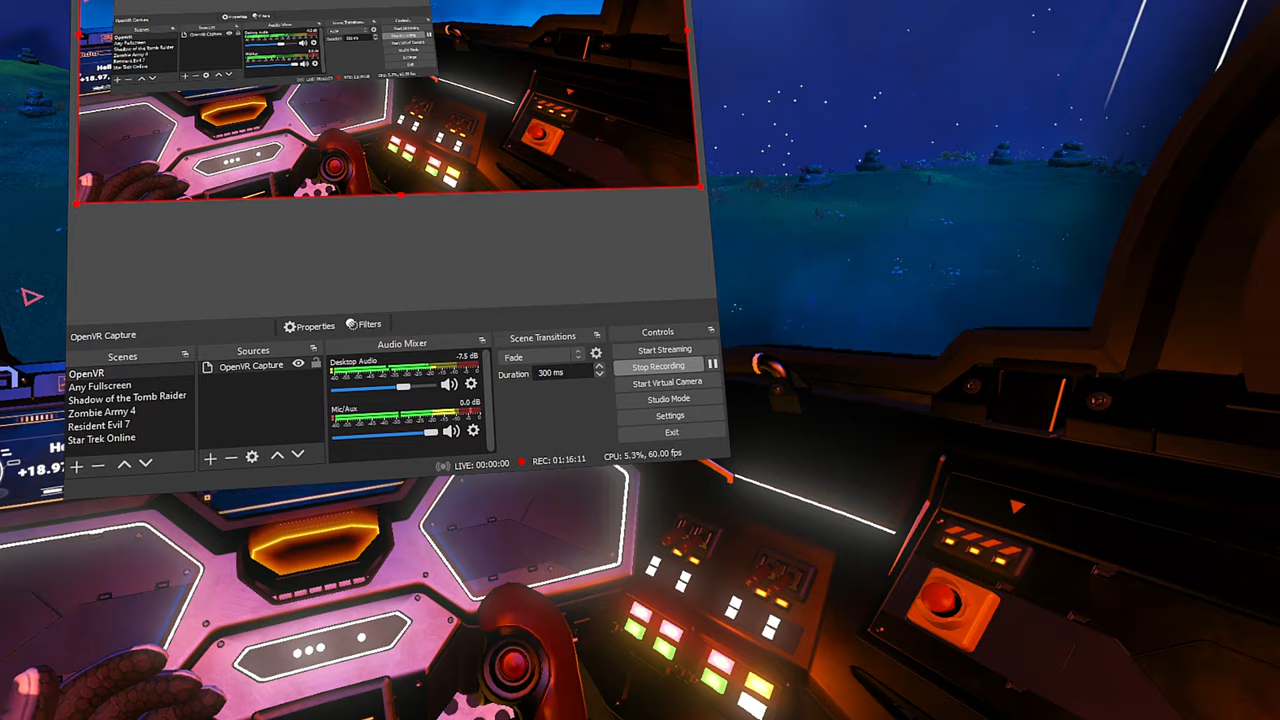 Properties
Filters
OpenVR Capture
Properties
Filters
Scenes
Sources
Audio Mixer
Scene Transitions
Controls
OpenVR
Any Fullscreen
Shadow of the Tomb Raider
Zombie Army 4
Resident Evil 7
Star Trek Online
OpenVR Capture
Desktop Audio
-7.5 dB
Mic/Aux
0.0 dB
Fade
Duration
300 ms
Start Streaming
Stop Recording
Start Virtual Camera
Studio Mode
Settings
Exit
LIVE: 00:00:00
REC: 01:16:11
CPU: 5.3%, 60.00 fps
+18.97